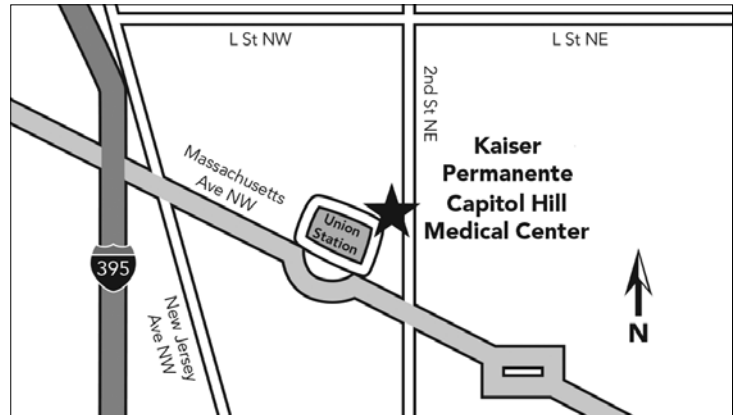 L St NW
L St NE
2nd St NE
Kaiser
Permanente
Capitol Hill
Medical Center
Massachusetts
Ave NW
Union
Station
395
New Jersey
Ave NW
N